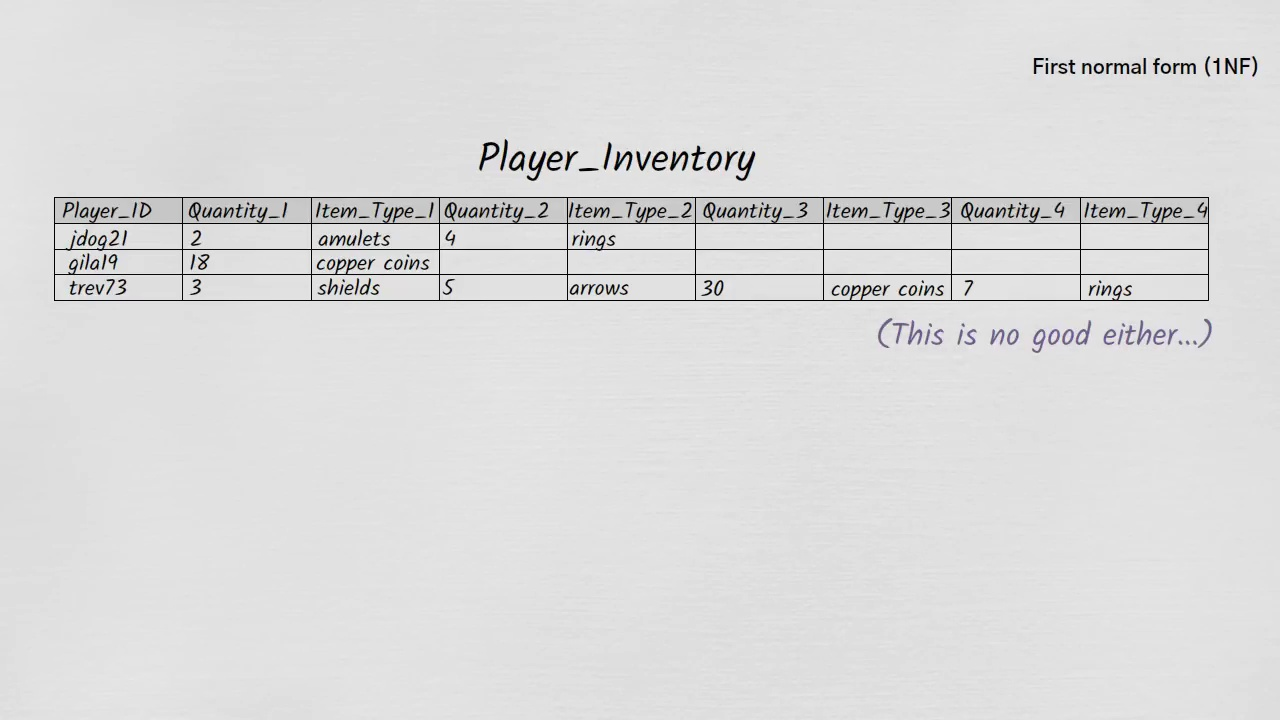 First normal form (1NF)
Player_Inventory
Player_ID Quantity_1 Item_Type_1 Quantity_2 Item_Type_2 Quantity_3 Item_Type_3 Quantity_4 Item_Type_4
jdog21 2 amulets 4 rings
gila19 18 copper coins
trev73 3 shields 5 arrows 30 copper coins 7 rings
(This is no good either...)